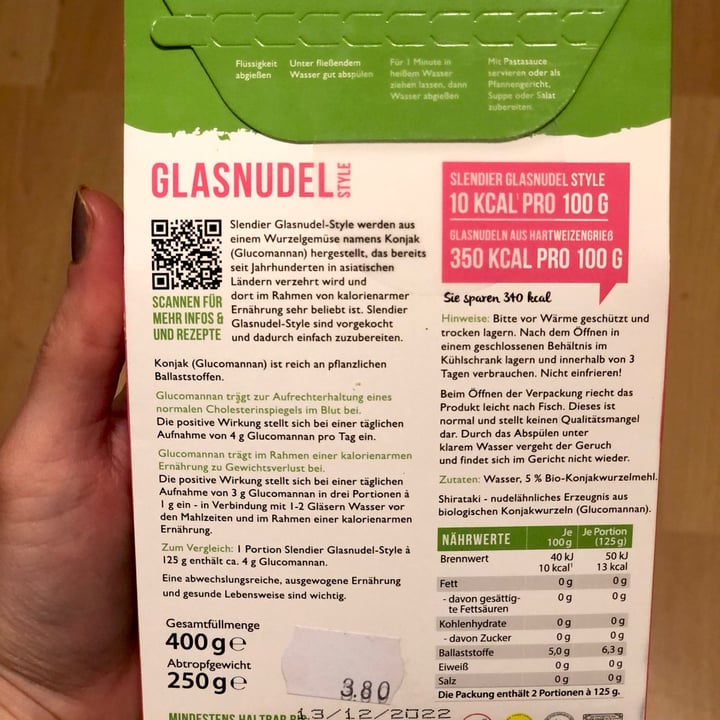 Flüssigkeit
abgießen
Unter fließendem
Wasser gut abspülen
Für 1 Minute in
heißem Wasser
ziehen lassen, dann
Wasser abgießen
Mit Pastasauce
servieren oder als
Pfannengericht,
Suppe oder Salat
zubereiten.
GLASNUDEL STYLE
SCANNEN FÜR
MEHR INFOS &
UND REZEPTE
Slendier Glasnudel-Style werden aus
einem Wurzelgemüse namens Konjak
(Glucomannan) hergestellt, das bereits
seit Jahrhunderten in asiatischen
Ländern verzehrt wird und
dort im Rahmen von kalorienarmer
Ernährung sehr beliebt ist. Slendier
Glasnudel-Style sind vorgekocht
und dadurch einfach zuzubereiten.
Konjak (Glucomannan) ist reich an pflanzlichen
Ballaststoffen.
Glucomannan trägt zur Aufrechterhaltung eines
normalen Cholesterinspiegels im Blut bei.
Die positive Wirkung stellt sich bei einer täglichen
Aufnahme von 4 g Glucomannan pro Tag ein.
Glucomannan trägt im Rahmen einer kalorienarmen
Ernährung zu Gewichtsverlust bei.
Die positive Wirkung stellt sich bei einer täglichen
Aufnahme von 3 g Glucomannan in drei Portionen à
1 g ein - in Verbindung mit 1-2 Gläsern Wasser vor
den Mahlzeiten und im Rahmen einer kalorienarmen
Ernährung.
Zum Vergleich: 1 Portion Slendier Glasnudel-Style à
125 g enthält ca. 4 g Glucomannan.
Eine abwechslungsreiche, ausgewogene Ernährung
und gesunde Lebensweise sind wichtig.
Gesamtfüllmenge
400 g e
Abtropfgewicht
250 g e
3.80
MINDESTENS HALTBAR BIS
13/12/2022
SLENDIER GLASNUDEL STYLE
10 KCAL¹ PRO 100 G
GLASNUDELN AUS HARTWEIZENGRIEß
350 KCAL PRO 100 G
Sie sparen 340 kcal
Hinweise: Bitte vor Wärme geschützt und
trocken lagern. Nach dem Öffnen in
einem geschlossenen Behältnis im
Kühlschrank lagern und innerhalb von 3
Tagen verbrauchen. Nicht einfrieren!
Beim Öffnen der Verpackung riecht das
Produkt leicht nach Fisch. Dieses ist
normal und stellt keinen Qualitätsmangel
dar. Durch das Abspülen unter
klarem Wasser vergeht der Geruch
und findet sich im Gericht nicht wieder.
Zutaten: Wasser, 5 % Bio-Konjakwurzelmehl.
Shirataki - nudelähnliches Erzeugnis aus
biologischen Konjakwurzeln (Glucomannan).
NÄHRWERTE Je 100 g Je Portion (125 g)
Brennwert 40 kJ 50 kJ
10 kcal¹ 13 kcal
Fett 0 g 0 g
- davon gesättig-
te Fettsäuren 0 g 0 g
Kohlenhydrate 0 g 0 g
- davon Zucker 0 g 0 g
Ballaststoffe 5,0 g 6,3 g
Eiweiß 0 g 0 g
Salz 0 g 0 g
Die Packung enthält 2 Portionen à 125 g.